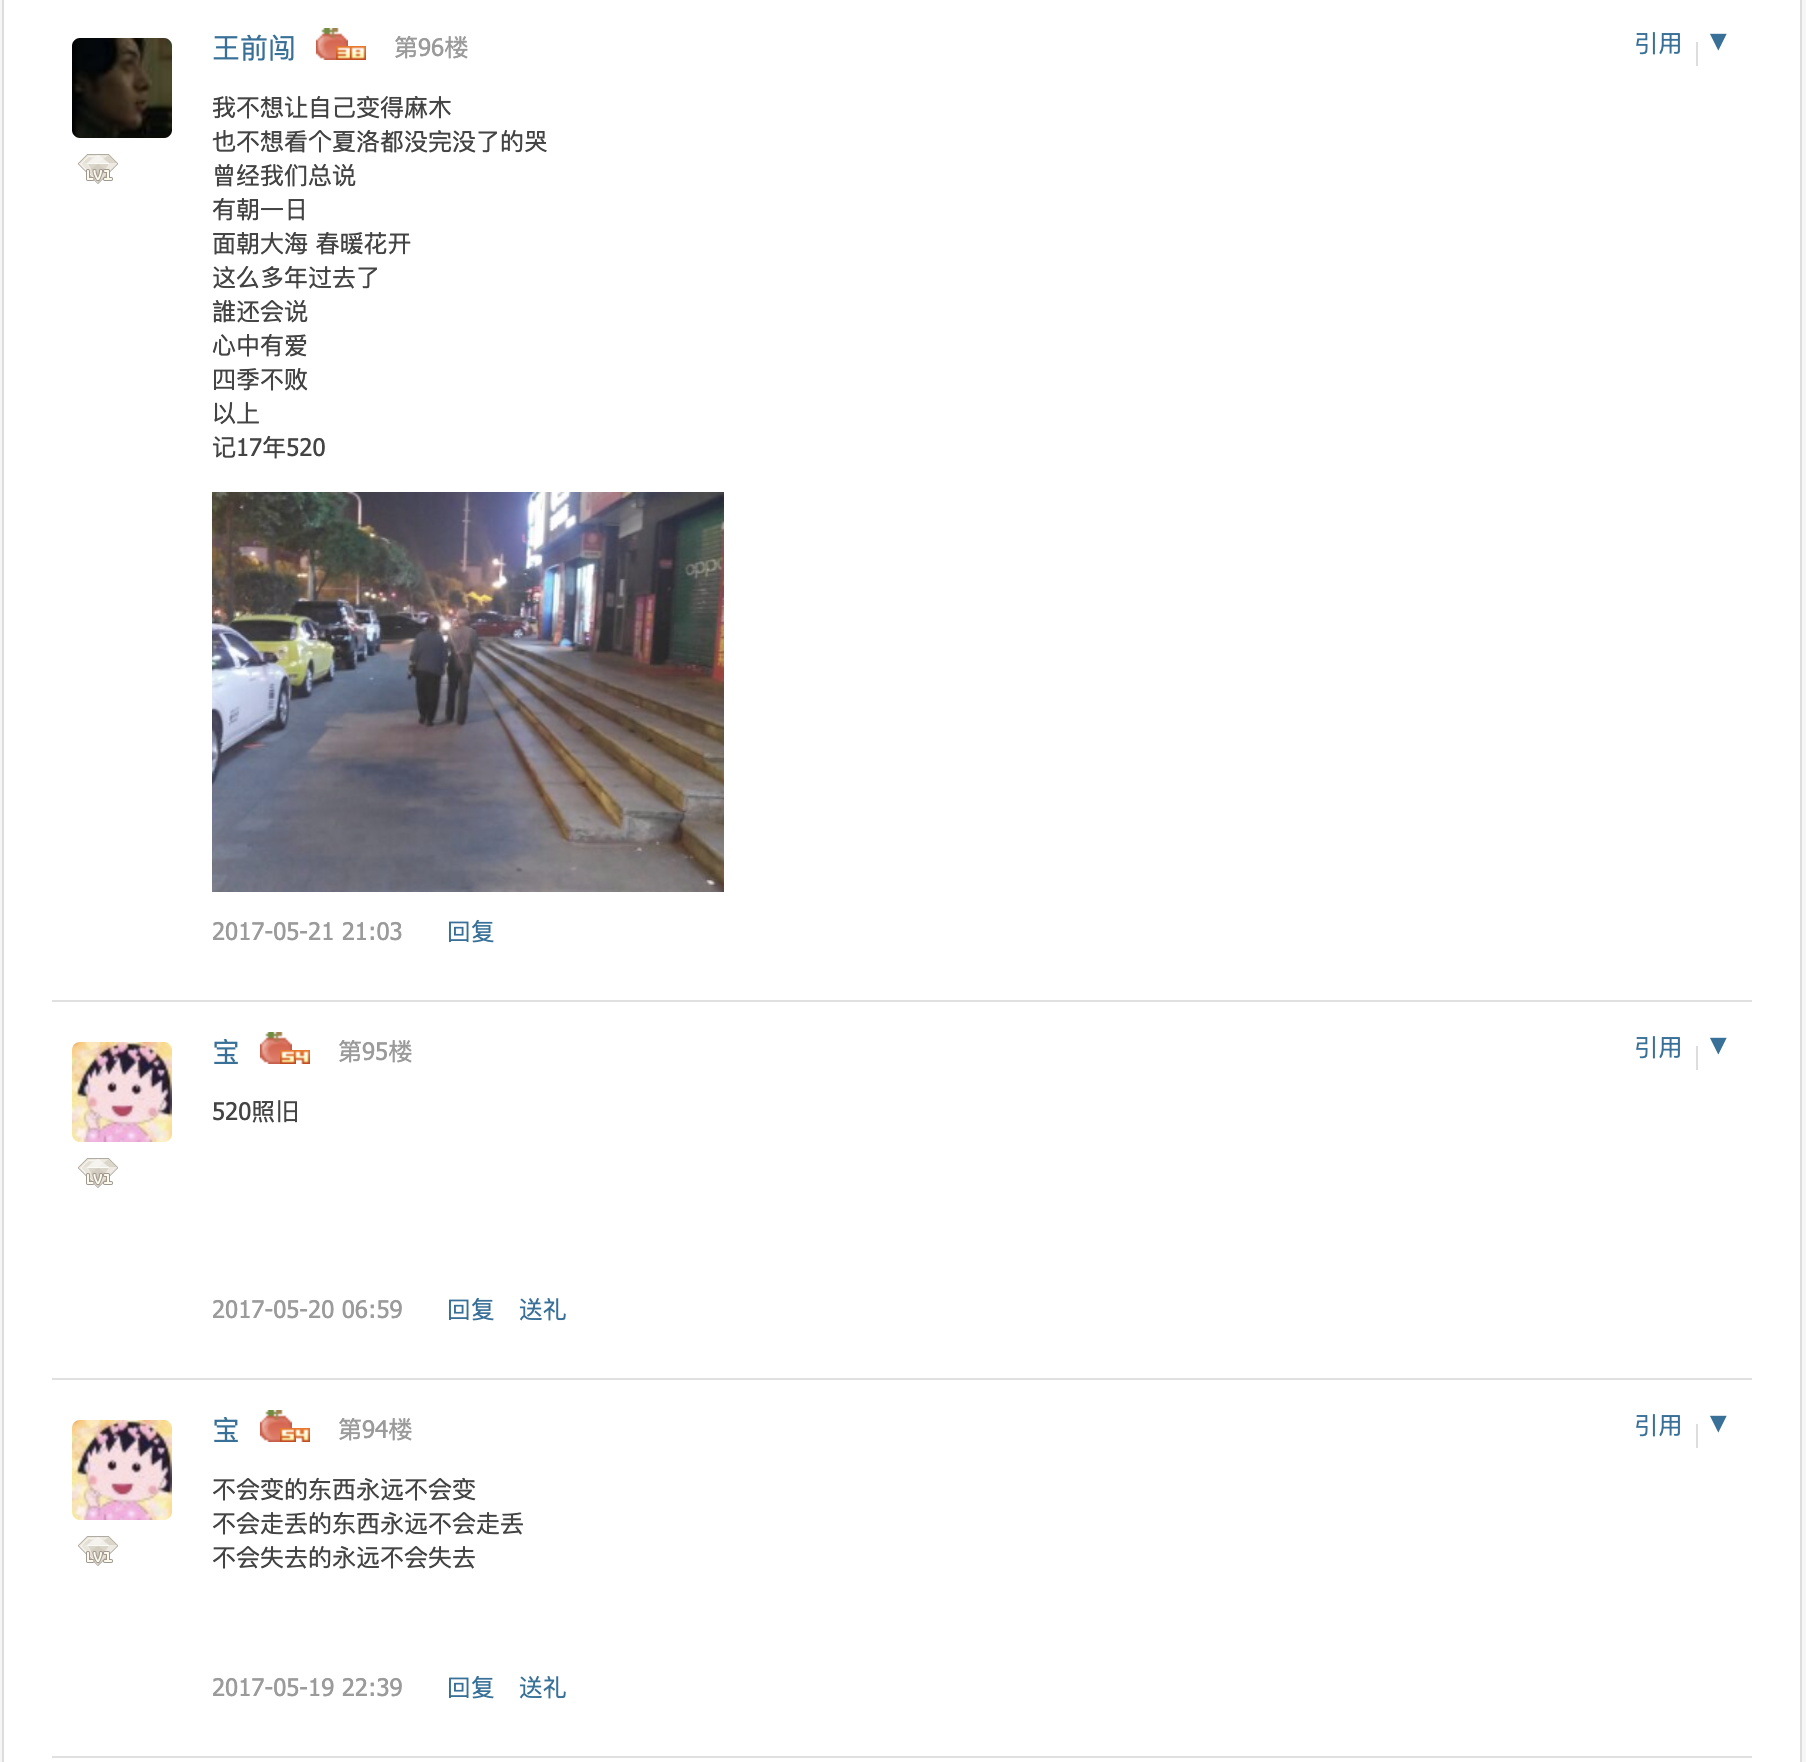 王前闯 38 第96楼 引用
LV1
我不想让自己变得麻木
也不想看个夏洛都没完没了的哭
曾经我们总说
有朝一日
面朝大海 春暖花开
这么多年过去了
誰还会说
心中有爱
四季不败
以上
记17年520
oppo
2017-05-21 21:03 回复
宝 54 第95楼 引用
LV1
520照旧
2017-05-20 06:59 回复 送礼
宝 54 第94楼 引用
LV1
不会变的东西永远不会变
不会走丢的东西永远不会走丢
不会失去的永远不会失去
2017-05-19 22:39 回复 送礼